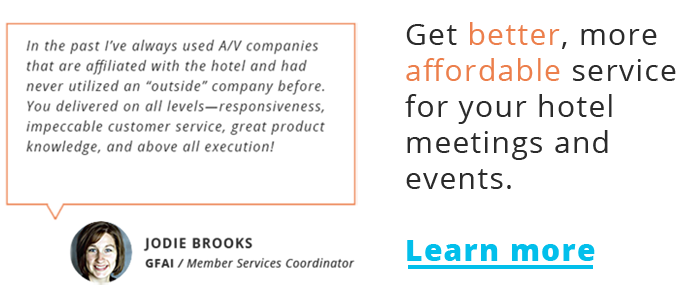 In the past I’ve always used A/V companies
that are affiliated with the hotel and had
never utilized an “outside” company before.
You delivered on all levels—responsiveness,
impeccable customer service, great product
knowledge, and above all execution!
JODIE BROOKS
GFAI / Member Services Coordinator
Get better, more
affordable service
for your hotel
meetings and
events.
Learn more